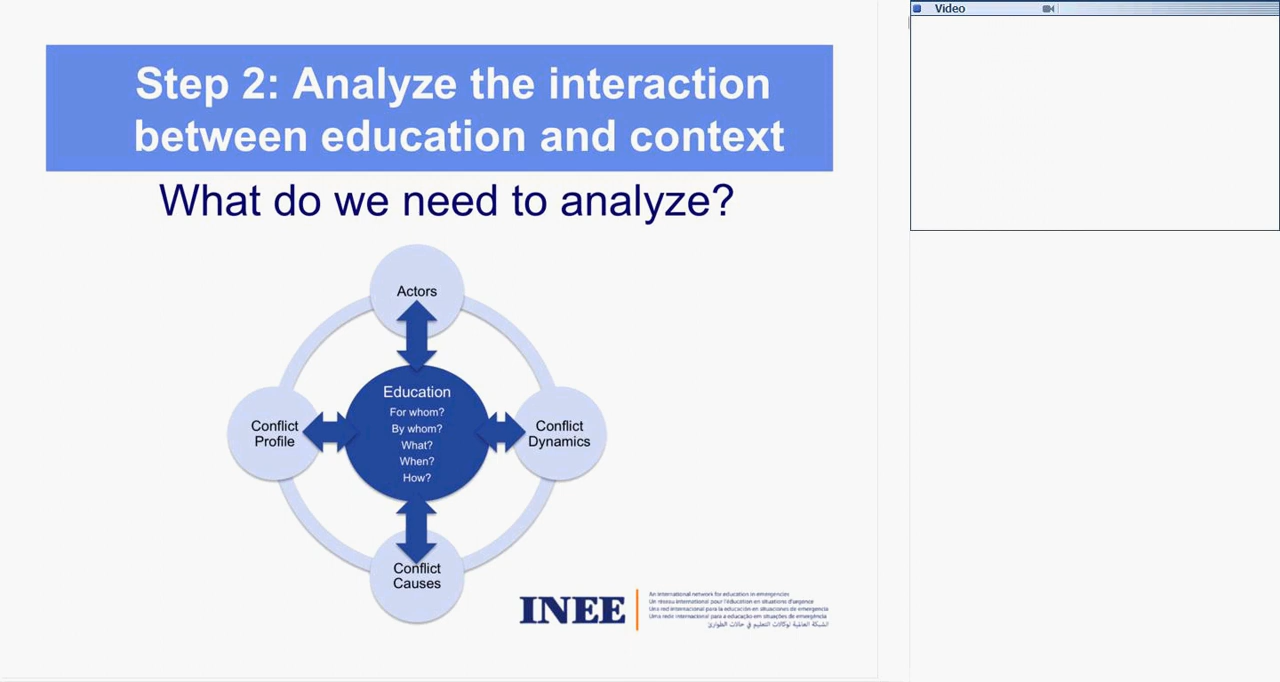 Video
Step 2: Analyze the interaction
between education and context
What do we need to analyze?
Actors
Education
For whom?
By whom?
What?
When?
How?
Conflict
Profile
Conflict
Dynamics
Conflict
Causes
INEE
An international network for education in emergencies
Un réseau international pour l'éducation en situations d'urgence
Una red internacional para la educación en situaciones de emergencia
Uma rede internacional para a educação em situações de emergência
الشبكة العالمية لوكالات التعليم في حالات الطوارئ